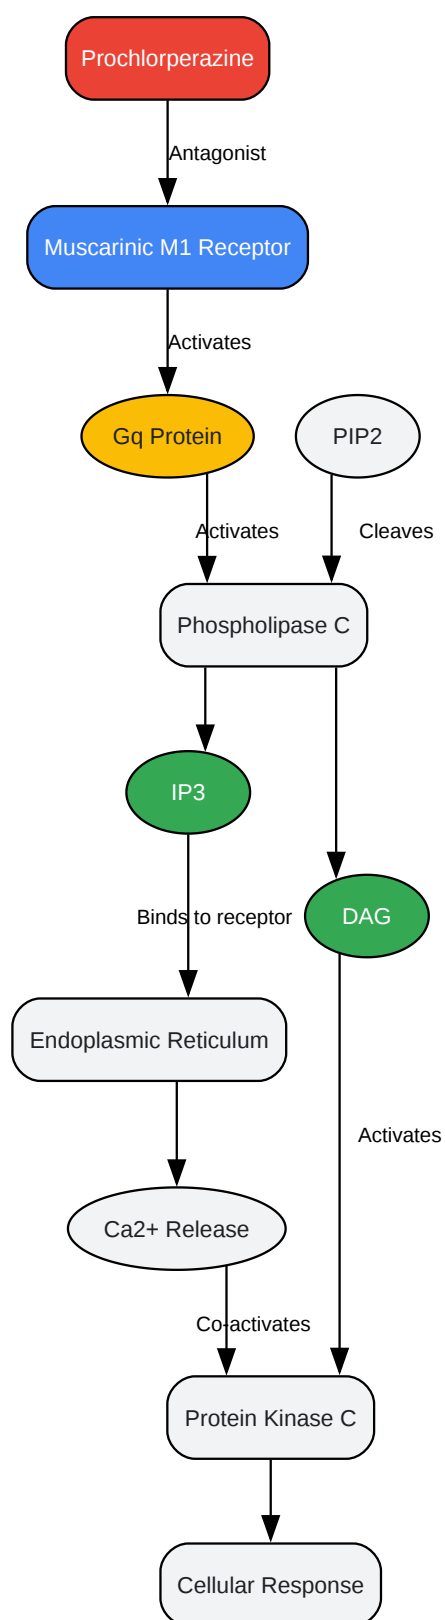 Prochlorperazine
Antagonist
Muscarinic M1 Receptor
Activates
Gq Protein
PIP2
Activates
Cleaves
Phospholipase C
IP3
Binds to receptor
DAG
Endoplasmic Reticulum
Activates
Ca2+ Release
Co-activates
Protein Kinase C
Cellular Response